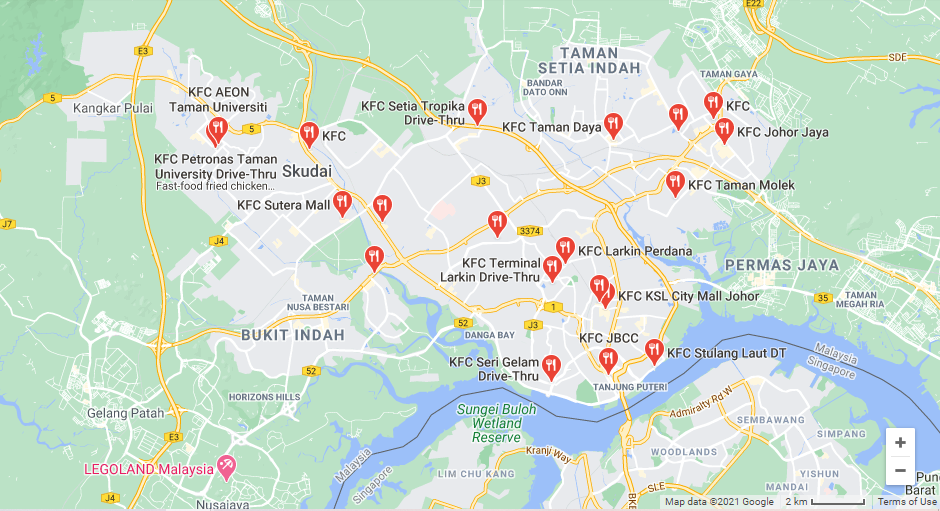 E22
SDE
TAMAN
SETIA INDAH
TAMAN GAYA
E3
BANDAR
DATO ONN
KFC AEON
Taman Universiti
5
Kangkar Pulai
KFC Setia Tropika
Drive-Thru
KFC
KFC Taman Daya
KFC Johor Jaya
5
KFC
KFC Petronas Taman
University Drive-Thru
Fast-food fried chicken...
Skudai
J3
KFC Taman Molek
KFC Sutera Mall
J7
J4
3374
KFC Larkin Perdana
KFC Terminal
Larkin Drive-Thru
PERMAS JAYA
KFC KSL City Mall Johor
35
TAMAN
MEGAH RIA
TAMAN
NUSA BESTARI
1
BUKIT INDAH
52
DANGA BAY
J3
KFC JBCC
KFC Stulang Laut DT
Malaysia
Singapore
KFC Seri Gelam
Drive-Thru
52
TANJUNG PUTERI
HORIZONS HILLS
Gelang Patah
Sungei Buloh
Wetland
Reserve
Admiralty Rd W
SEMBAWANG
SIMPANG
E3
Kranji Way
WOODLANDS
LEGOLAND Malaysia
Malaysia
Singapore
LIM CHU KANG
YISHUN
SLE
MANDAI
J4
Nusajaya
BKE
Barat
+
−
Map data ©2021 Google
2 km
Terms of Use